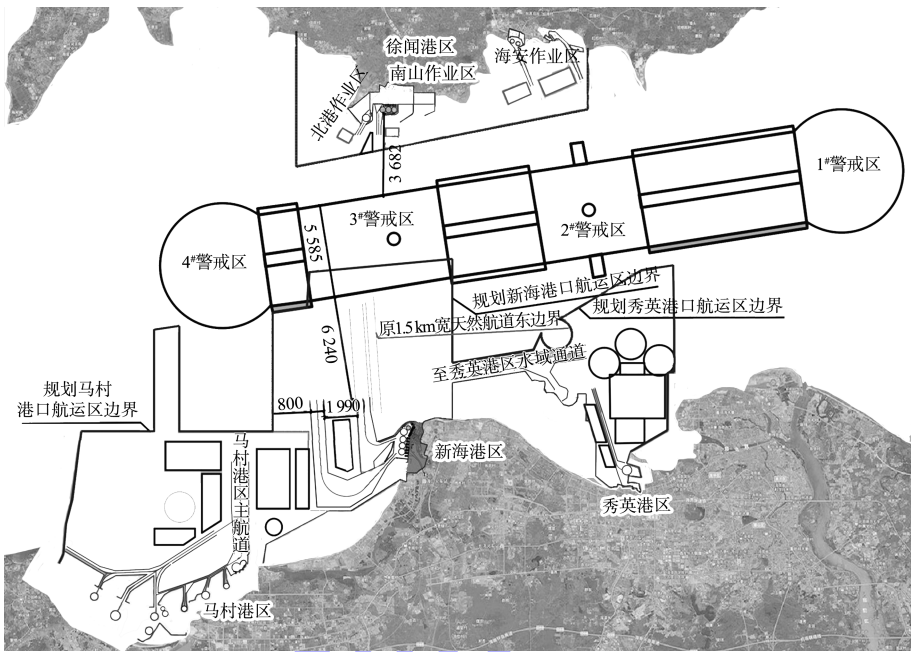 徐闻港区
南山作业区
北港作业区
海安作业区
3 682
1#警戒区
2#警戒区
3#警戒区
4#警戒区
5 585
规划新海港口航运区边界
规划秀英港口航运区边界
原1.5 km宽天然航道东边界
至秀英港区水域通道
6 240
规划马村
港口航运区边界
800
1 990
马村港区主航道
新海港区
秀英港区
马村港区